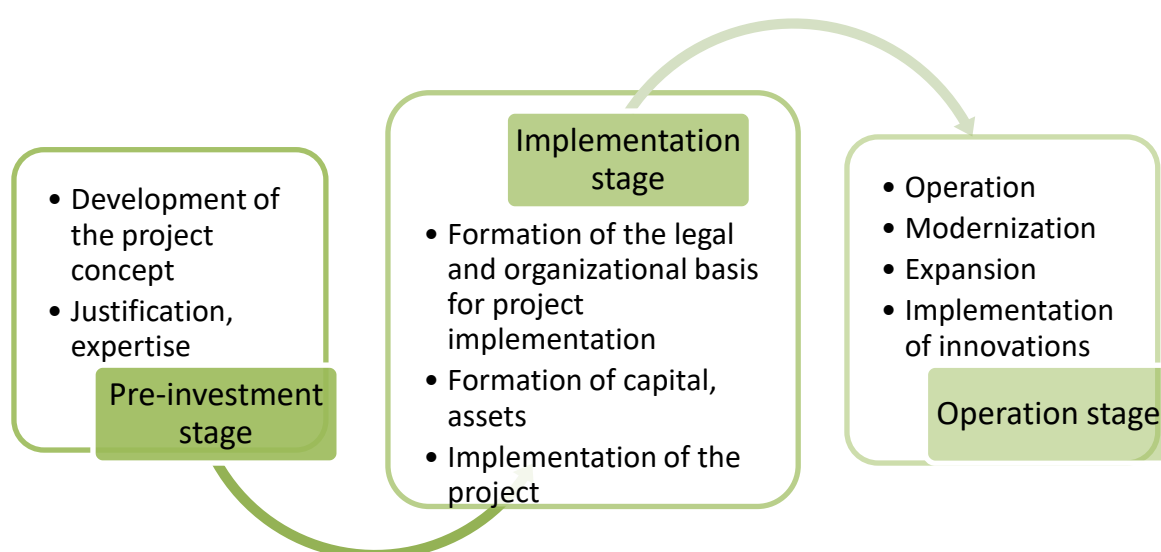 • Development of
the project
concept
• Justification,
expertise
Pre-investment
stage
Implementation
stage
• Formation of the legal
and organizational basis
for project
implementation
• Formation of capital,
assets
• Implementation of the
project
• Operation
• Modernization
• Expansion
• Implementation
of innovations
Operation stage